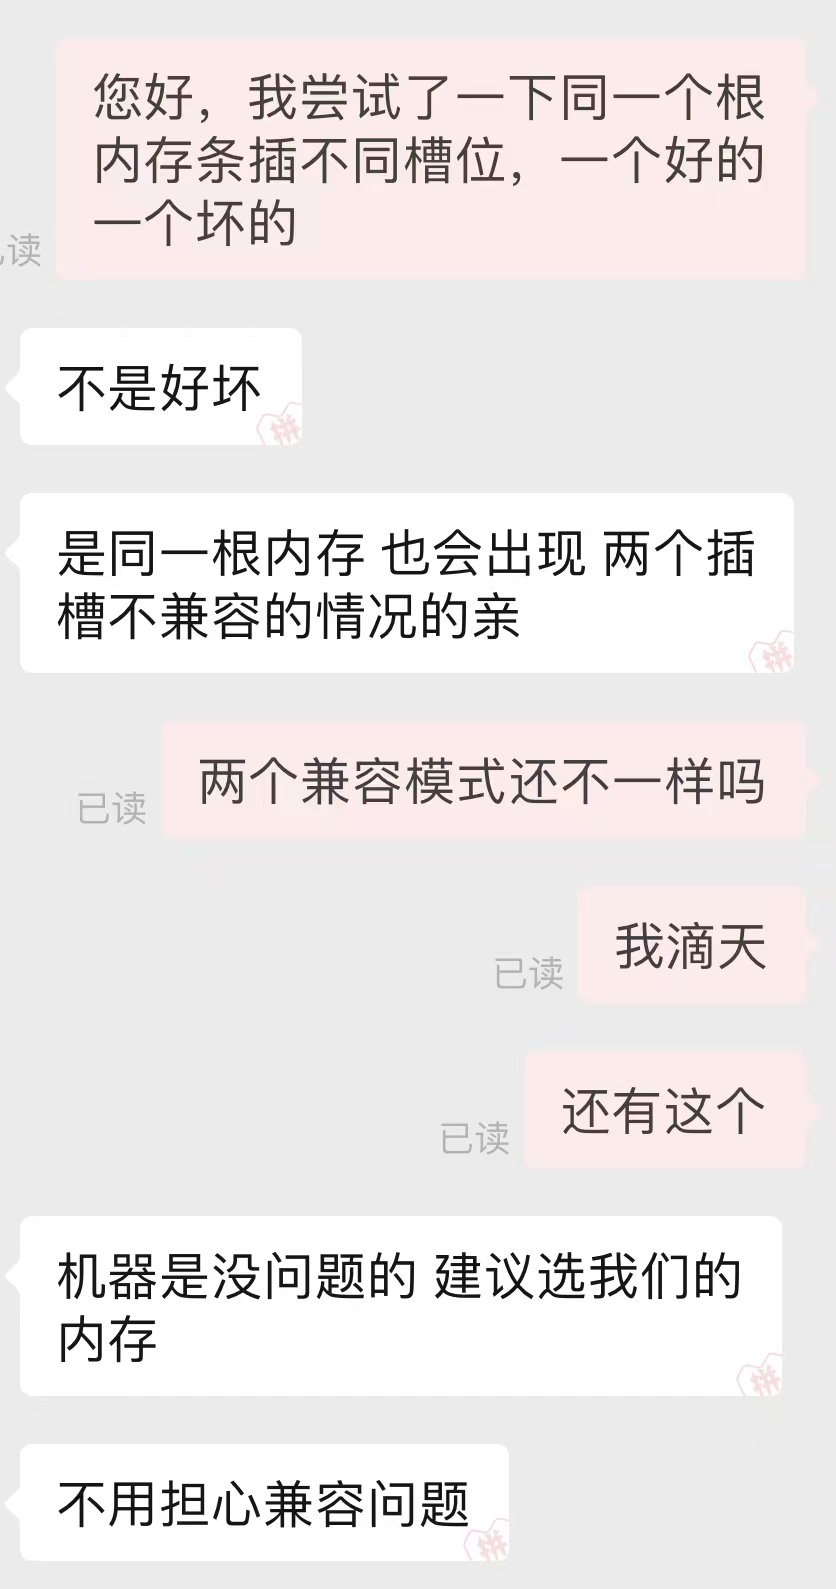 您好，我尝试了一下同一个根
内存条插不同槽位，一个好的
一个坏的
已读
不是好坏
拼
是同一根内存 也会出现 两个插
槽不兼容的情况的亲
拼
两个兼容模式还不一样吗
已读
我滴天
已读
还有这个
已读
机器是没问题的 建议选我们的
内存
拼
不用担心兼容问题
拼